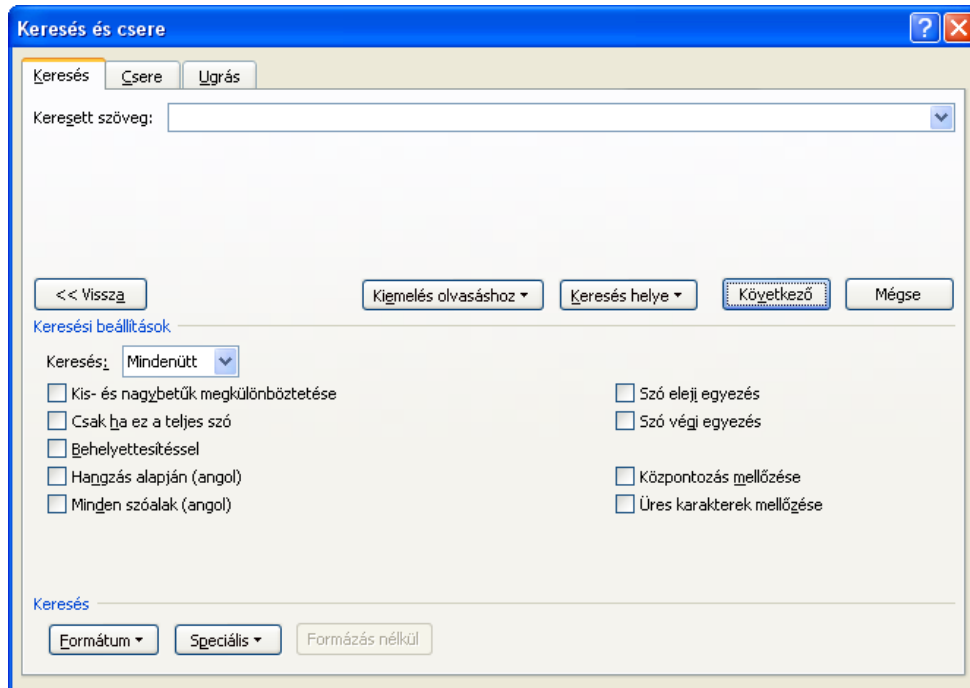 Keresés és csere
Keresés Csere Ugrás
Keresett szöveg:
<< Vissza Kiemelés olvasáshoz Keresés helye Következő Mégse
Keresési beállítások
Keresés: Mindenütt
Kis- és nagybetűk megkülönböztetése Szó eleji egyezés
Csak ha ez a teljes szó Szó végi egyezés
Behelyettesítéssel
Hangzás alapján (angol) Központozás mellőzése
Minden szóalak (angol) Üres karakterek mellőzése
Keresés
Formátum Speciális Formázás nélkül